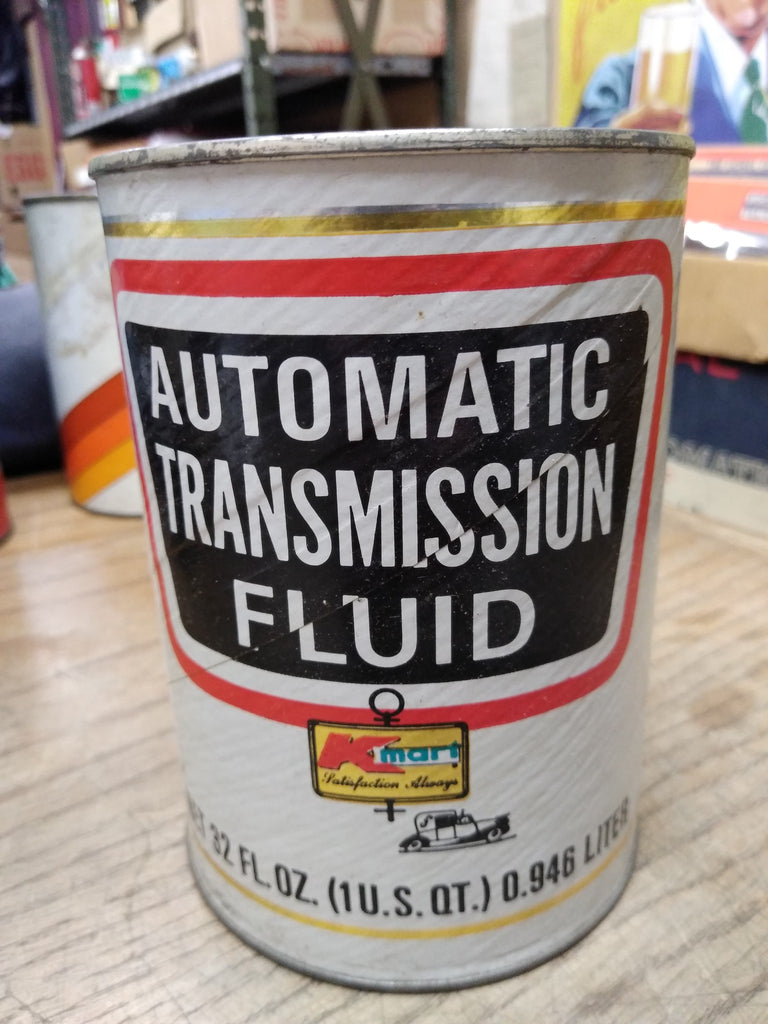 AUTOMATIC
TRANSMISSION
FLUID
Kmart
Satisfaction Always
32 FL. OZ. (1 U.S. QT.) 0.946 LITER